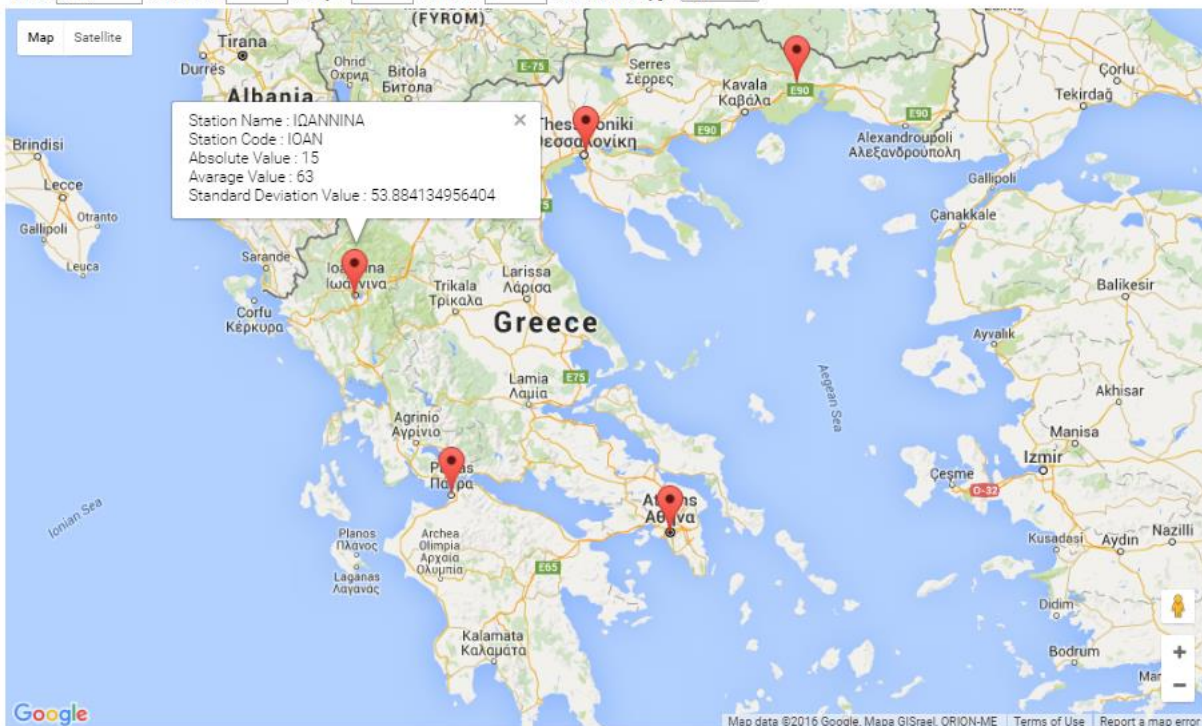 (FYROM)
Map Satellite
Tirana
Durrës
Ohrid
Охрид
Bitola
Битола
E-75
Serres
Σέρρες
Kavala
Καβάλα
E90
Çorlu
Tekirdağ
Albania
E90
E90
Alexandroupoli
Αλεξανδρούπολη
Station Name : ΙΩΑΝΝΙΝΑ
Station Code : IOAN
Absolute Value : 15
Avarage Value : 63
Standard Deviation Value : 53.884134956404
Brindisi
Lecce
Otranto
Gallipoli
Leuca
Gallipoli
Çanakkale
Sarande
Corfu
Κέρκυρα
Trikala
Τρίκαλα
Larissa
Λάρισα
Greece
Balikesir
Ayvalık
Aegean Sea
Lamia
Λαμία
E75
Akhisar
Agrinio
Αγρίνιο
Manisa
Izmir
Çeşme
O-32
Ionian Sea
Planos
Πλάνος
Laganas
Λαγανάς
Archea
Olimpia
Αρχαία
Ολυμπία
E65
Kusadasi
Aydın
Nazilli
Didim
Kalamata
Καλαμάτα
Bodrum
Google
Map data ©2016 Google, Mapa GISrael, ORION-ME Terms of Use Report a map error